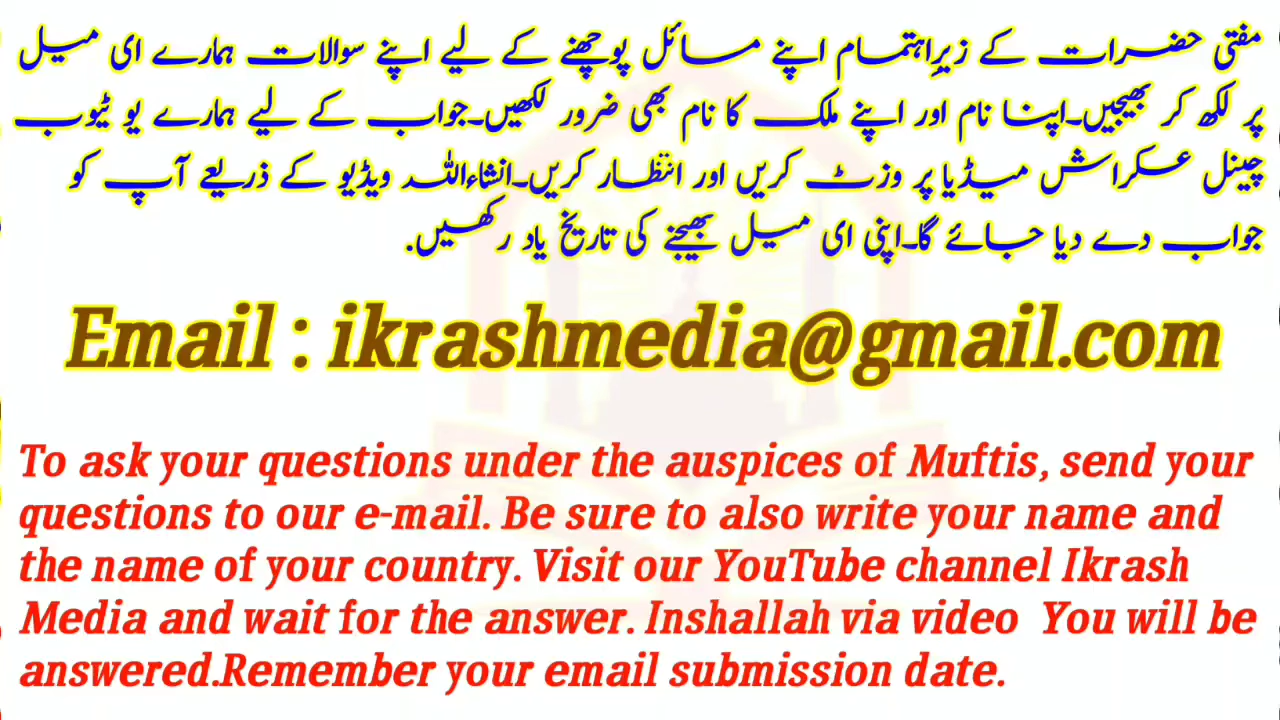 مفتی حضرات کے زیرِاہتمام اپنے مسائل پوچھنے کے لیے اپنے سوالات ہمارے ای میل
پر لکھ کر بھیجیں۔اپنا نام اور اپنے ملک کا نام بھی ضرور لکھیں۔جواب کے لیے ہمارے یو ٹیوب
چینل عکراش میڈیا پر وزٹ کریں اور انتظار کریں۔انشاءاللہ ویڈیو کے ذریعے آپ کو
جواب دے دیا جائے گا۔اپنی ای میل بھیجنے کی تاریخ یاد رکھیں.
Email : ikrashmedia@gmail.com
To ask your questions under the auspices of Muftis, send your
questions to our e-mail. Be sure to also write your name and
the name of your country. Visit our YouTube channel Ikrash
Media and wait for the answer. Inshallah via video  You will be
answered.Remember your email submission date.